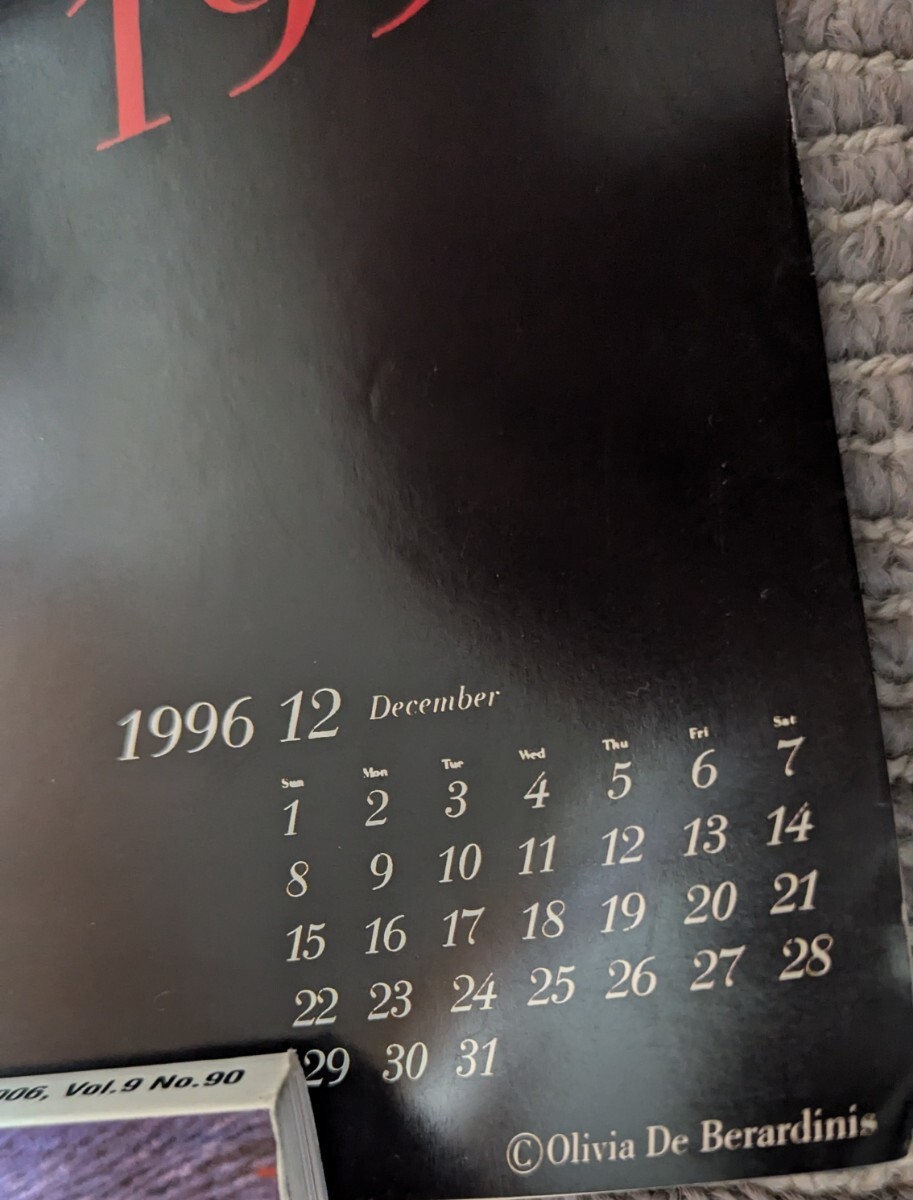 199
1996 12 December
Sun Mon Tue Wed Thu Fri Sat
1 2 3 4 5 6 7
8 9 10 11 12 13 14
15 16 17 18 19 20 21
22 23 24 25 26 27 28
29 30 31
006, Vol.9 No.90
©Olivia De Berardinis